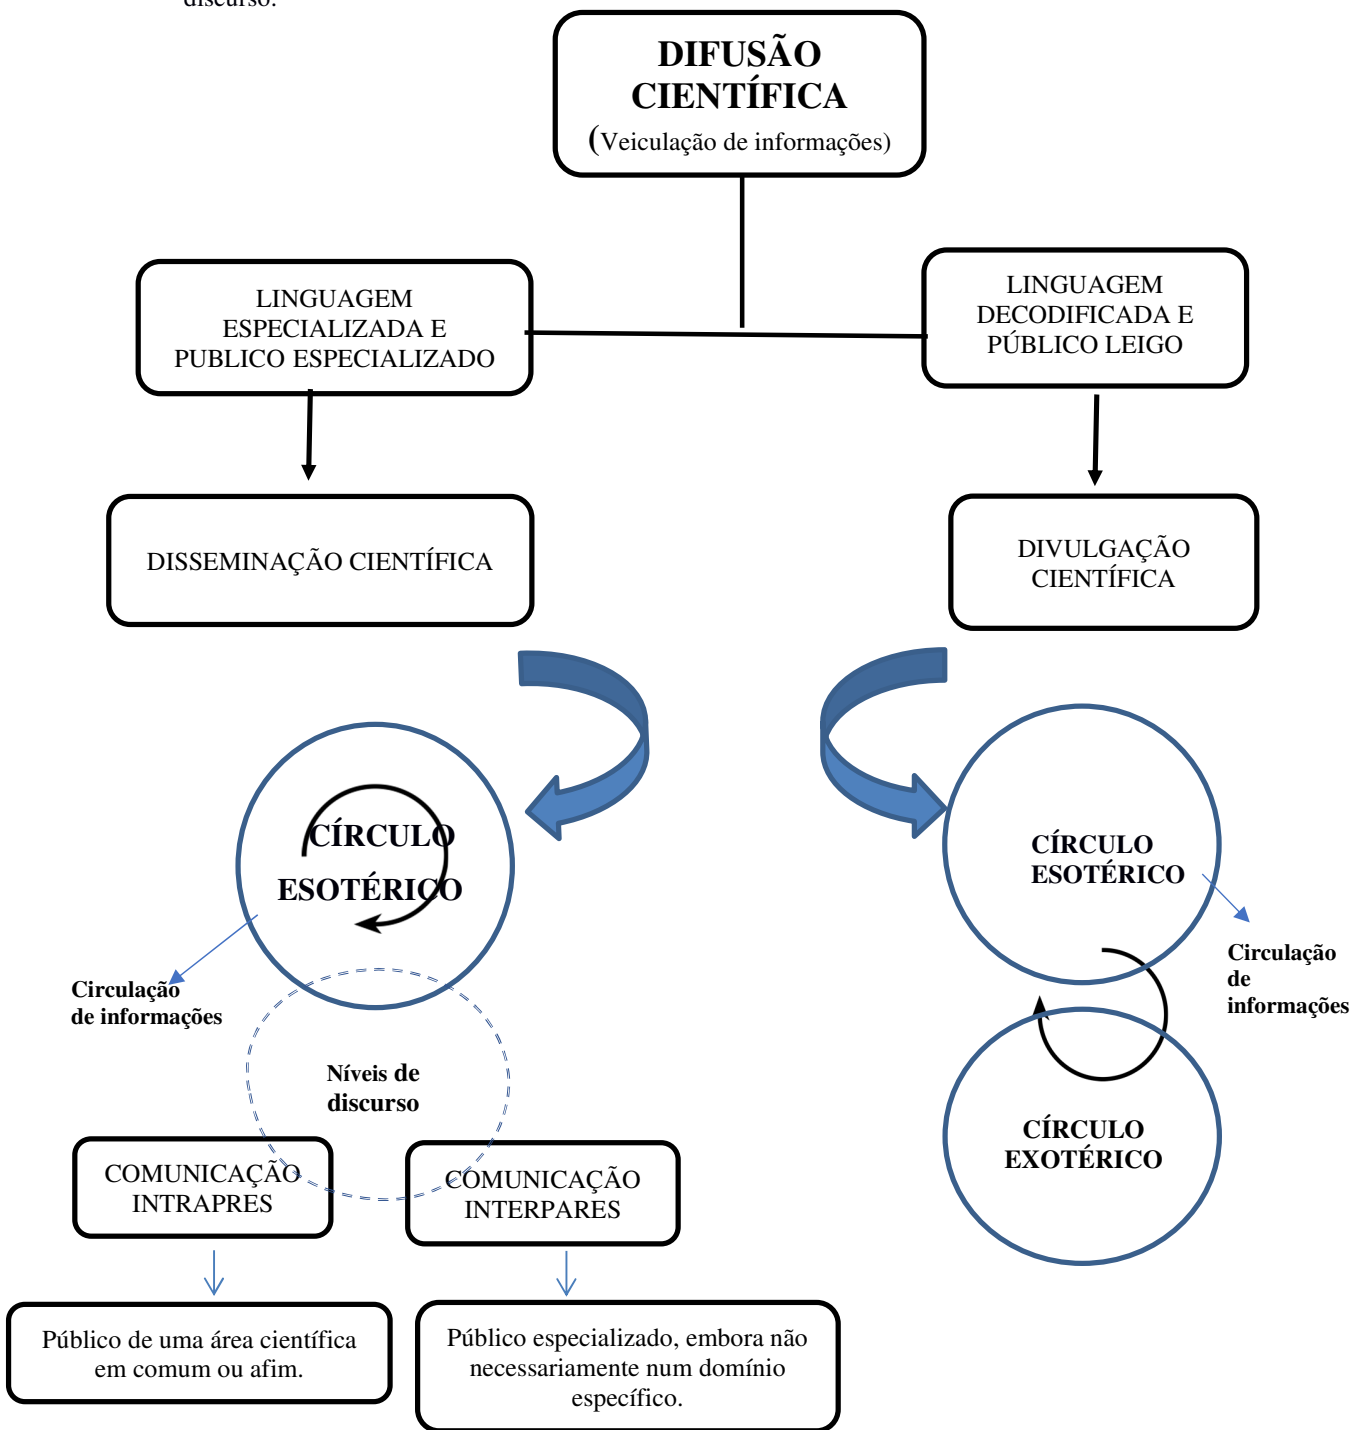 discurso.
DIFUSÃO
CIENTÍFICA
(Veiculação de informações)
LINGUAGEM
ESPECIALIZADA E
PUBLICO ESPECIALIZADO
LINGUAGEM
DECODIFICADA E
PÚBLICO LEIGO
DISSEMINAÇÃO CIENTÍFICA
DIVULGAÇÃO
CIENTÍFICA
CÍRCULO
ESOTÉRICO
CÍRCULO
ESOTÉRICO
Circulação
de informações
Circulação
de
informações
Níveis de
discurso
CÍRCULO
EXOTÉRICO
COMUNICAÇÃO
INTRAPRES
COMUNICAÇÃO
INTERPARES
Público de uma área científica
em comum ou afim.
Público especializado, embora não
necessariamente num domínio
específico.